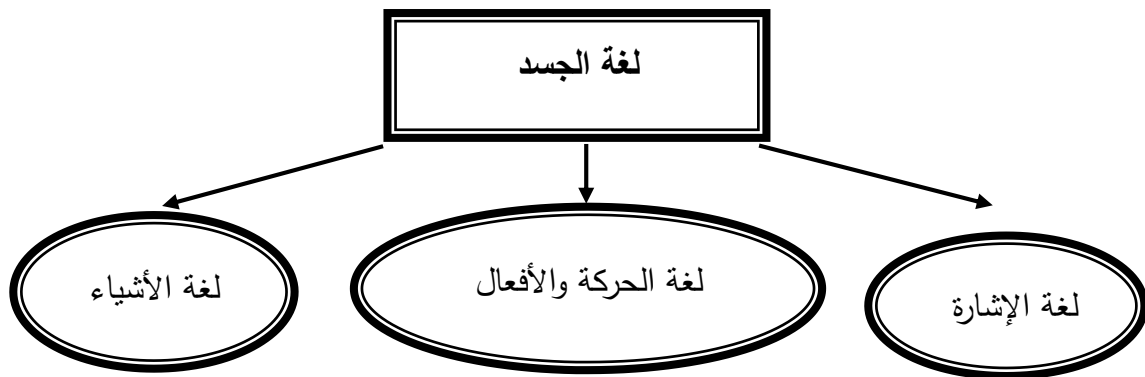 لغة الجسد
لغة الإشارة
لغة الحركة والأفعال
لغة الأشياء